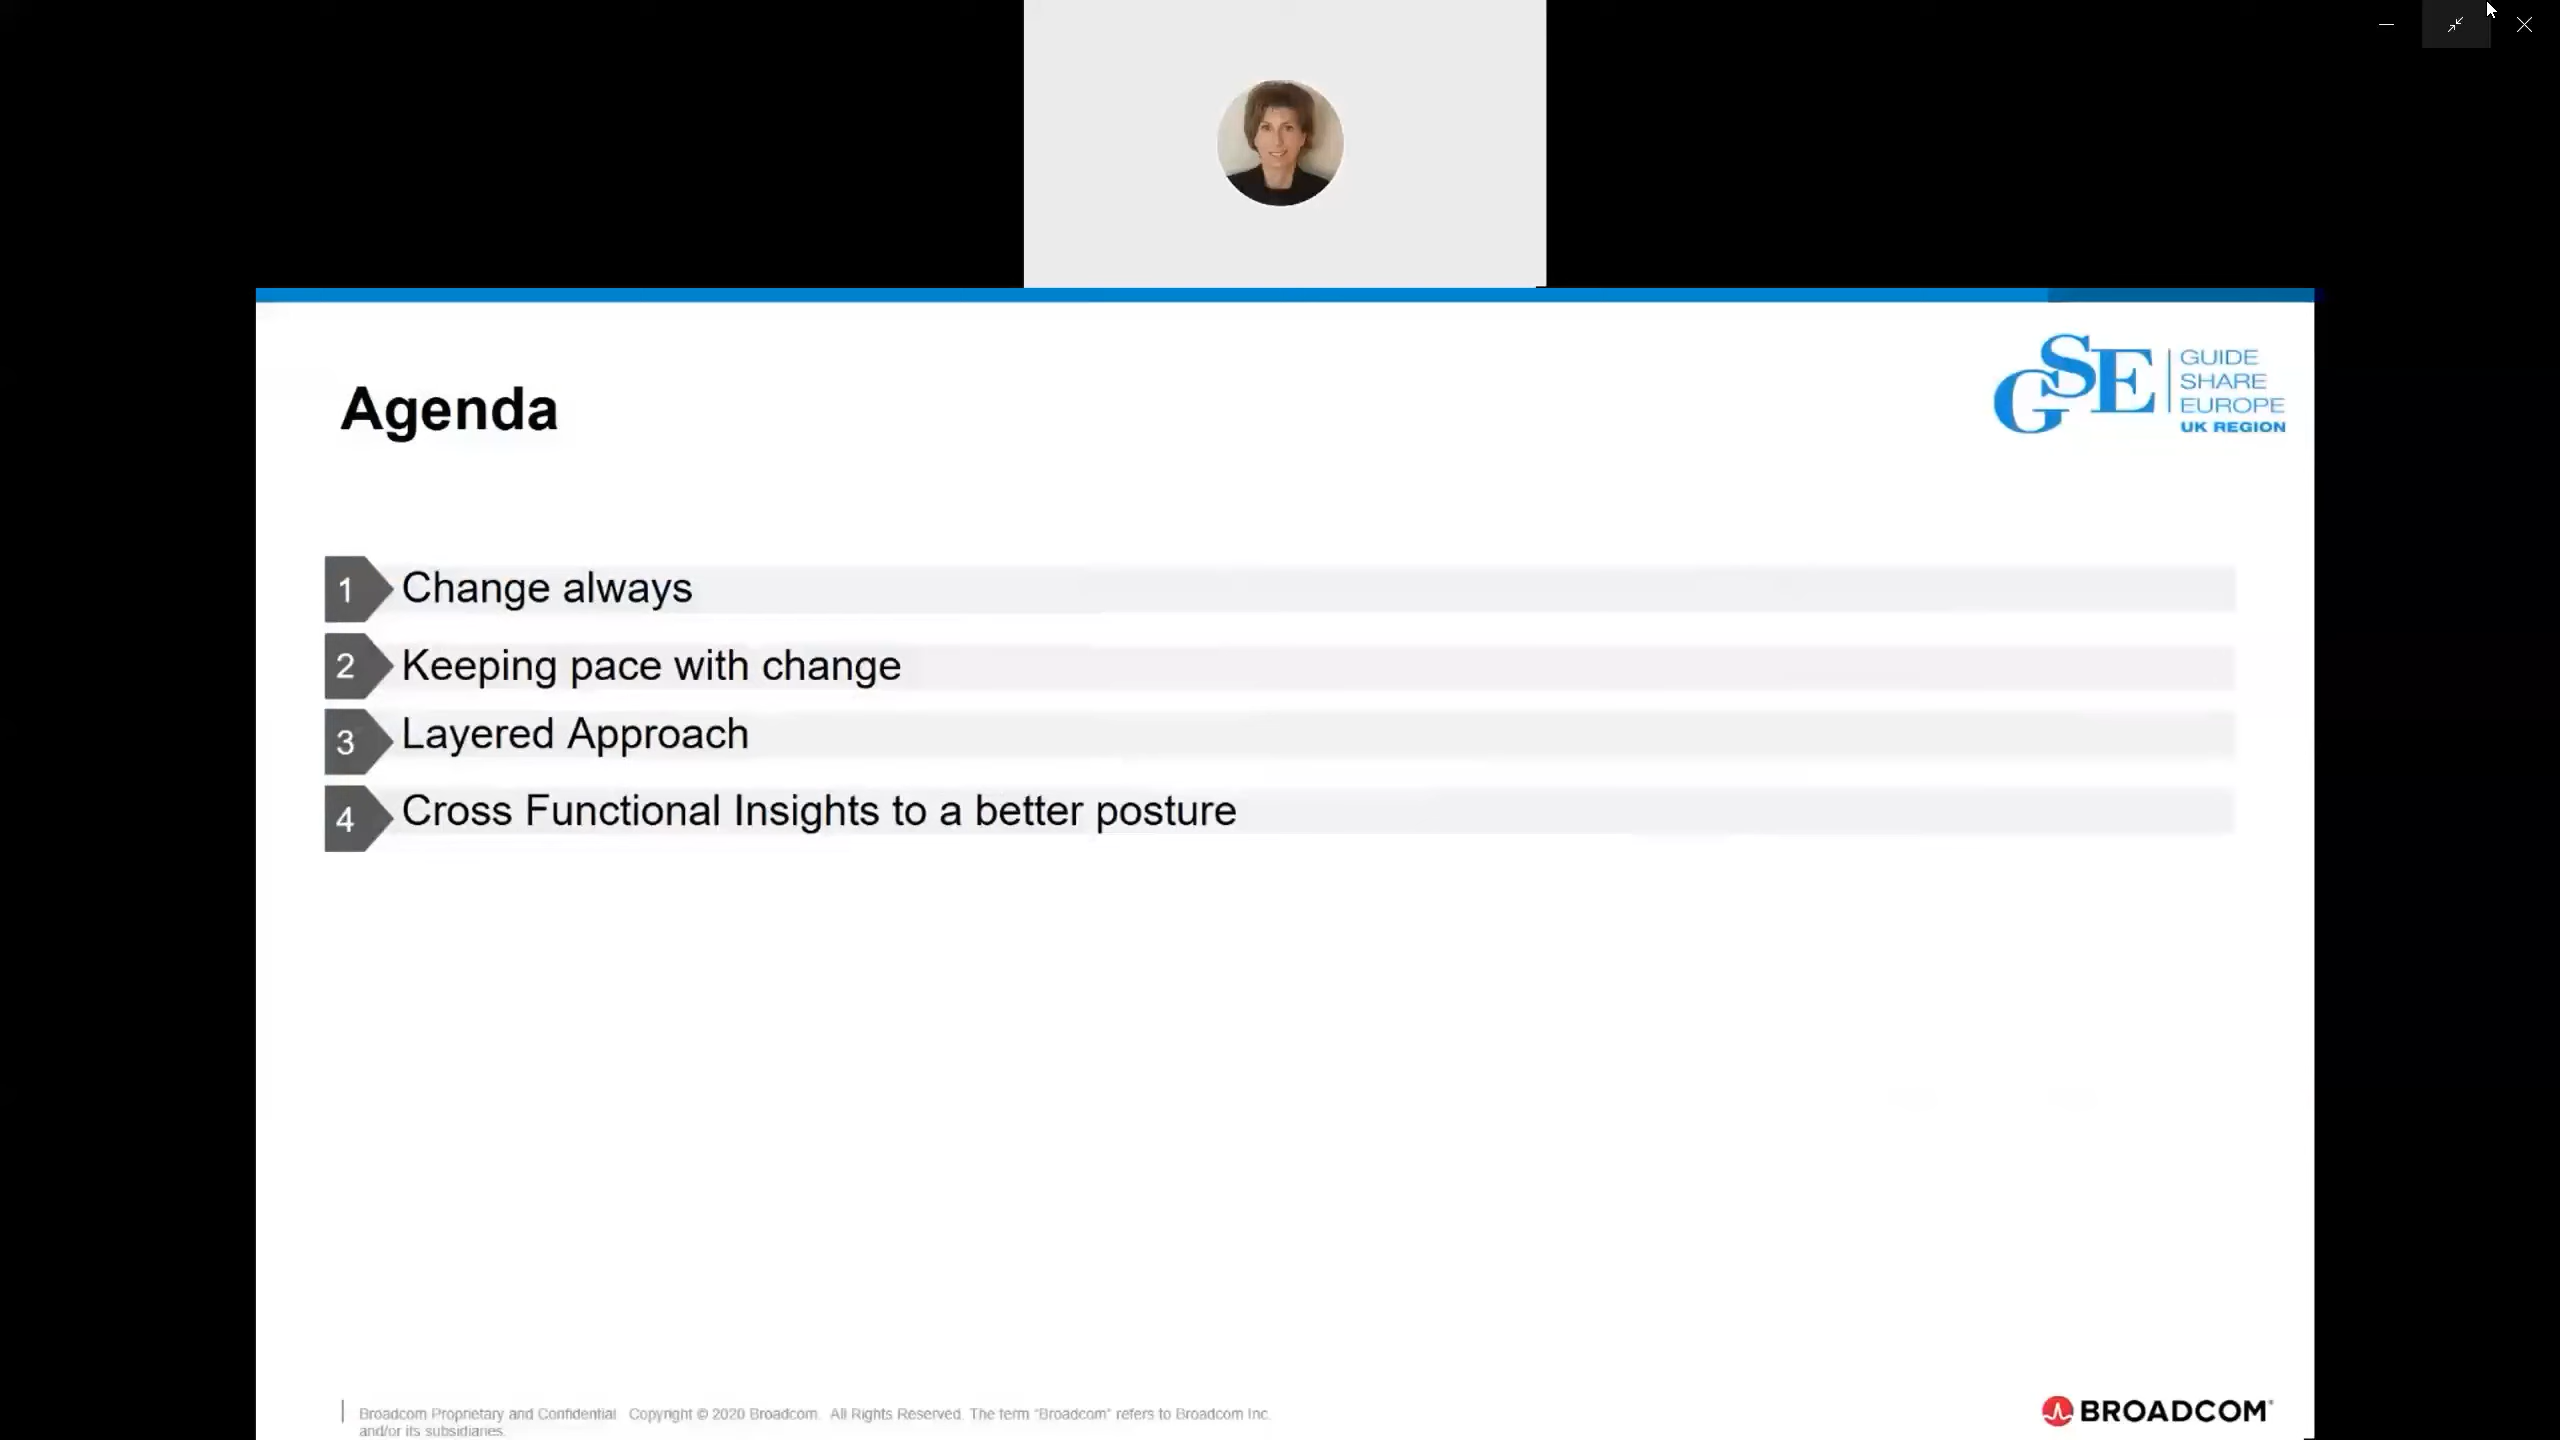 GSE
GUIDE
SHARE
EUROPE
UK REGION
Agenda
1 Change always
2 Keeping pace with change
3 Layered Approach
4 Cross Functional Insights to a better posture
Broadcom Proprietary and Confidential  Copyright © 2020 Broadcom.  All Rights Reserved. The term “Broadcom” refers to Broadcom Inc.
and/or its subsidiaries.
BROADCOM®